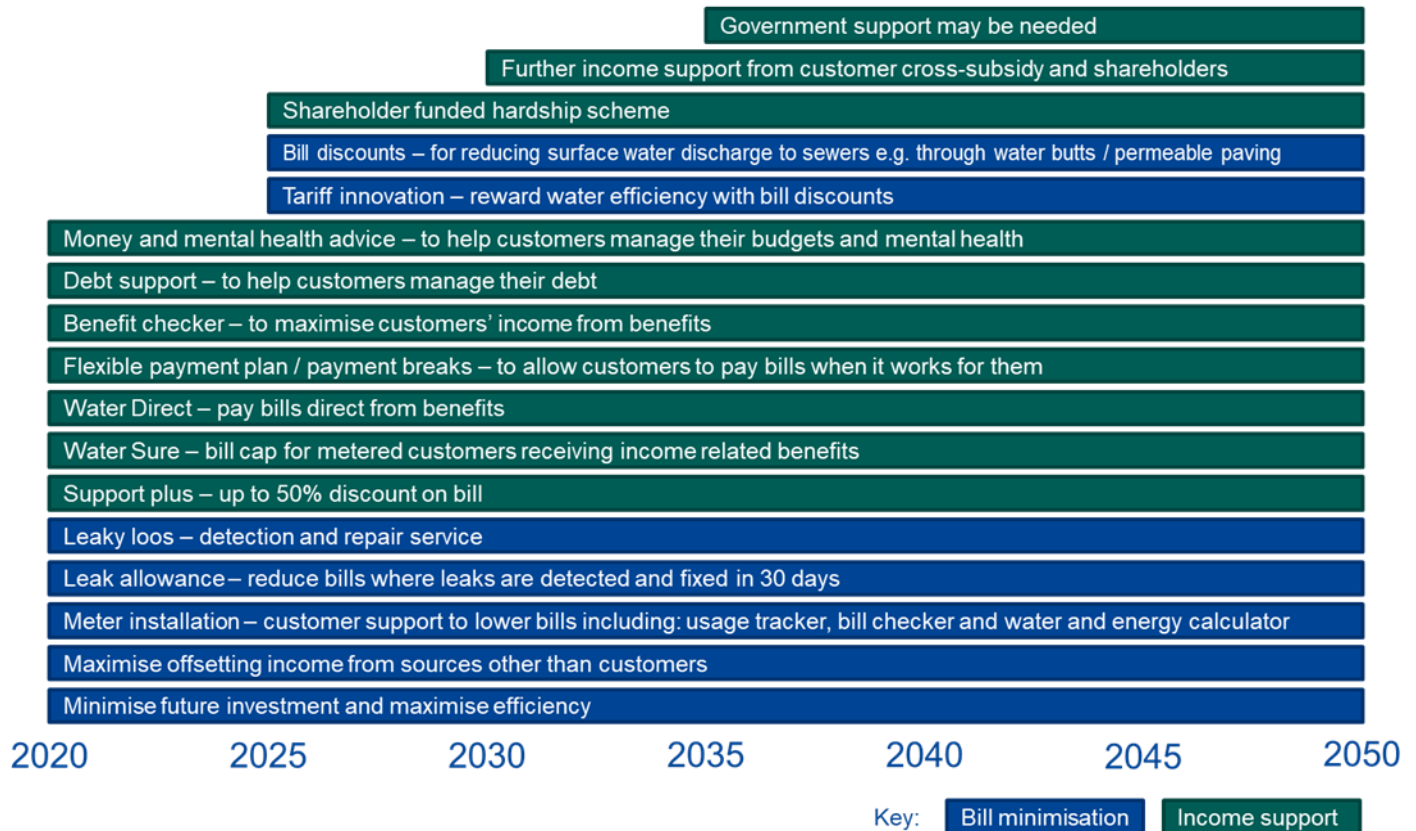 Government support may be needed
Further income support from customer cross-subsidy and shareholders
Shareholder funded hardship scheme
Bill discounts – for reducing surface water discharge to sewers e.g. through water butts / permeable paving
Tariff innovation – reward water efficiency with bill discounts
Money and mental health advice – to help customers manage their budgets and mental health
Debt support – to help customers manage their debt
Benefit checker – to maximise customers’ income from benefits
Flexible payment plan / payment breaks – to allow customers to pay bills when it works for them
Water Direct – pay bills direct from benefits
Water Sure – bill cap for metered customers receiving income related benefits
Support plus – up to 50% discount on bill
Leaky loos – detection and repair service
Leak allowance – reduce bills where leaks are detected and fixed in 30 days
Meter installation – customer support to lower bills including: usage tracker, bill checker and water and energy calculator
Maximise offsetting income from sources other than customers
Minimise future investment and maximise efficiency
2020 2025 2030 2035 2040 2045 2050
Key: Bill minimisation Income support